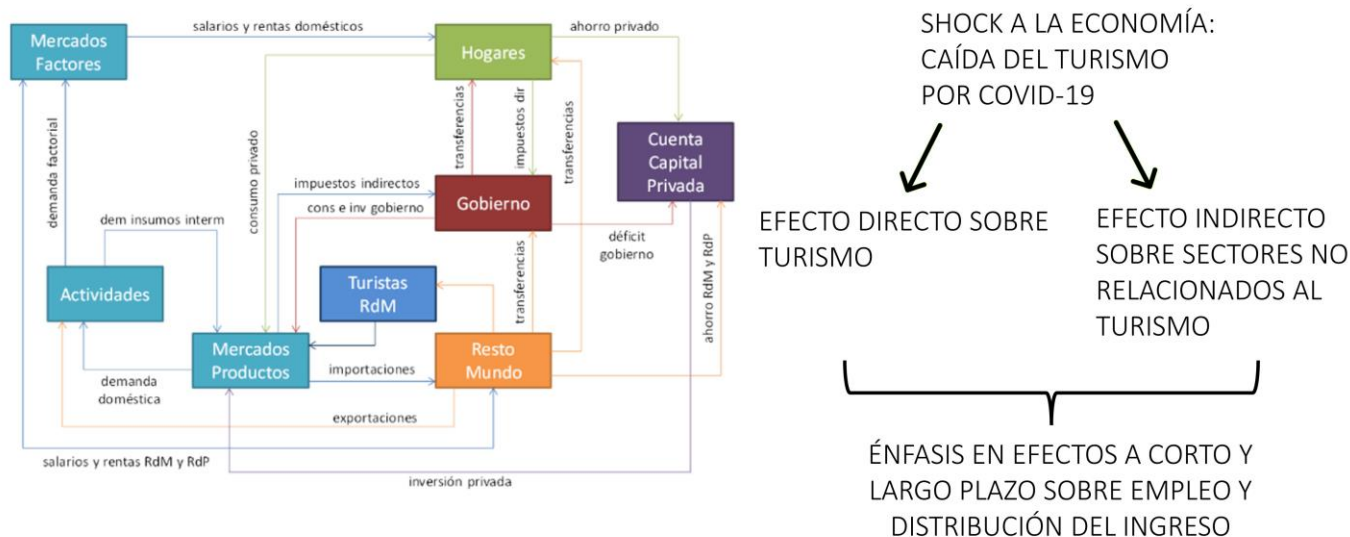 salarios y rentas domésticos
ahorro privado
Mercados
Factores
Hogares
demanda factorial
consumo privado
transferencias
impuestos dir
transferencias
Cuenta
Capital
Privada
impuestos indirectos
cons e inv gobierno
Gobierno
dem insumos interm
déficit
gobierno
Actividades
Turistas
RdM
transferencias
ahorro RdM y RdP
Mercados
Productos
Resto
Mundo
importaciones
demanda
doméstica
exportaciones
salarios y rentas RdM y RdP
inversión privada
SHOCK A LA ECONOMÍA:
CAÍDA DEL TURISMO
POR COVID-19
EFECTO DIRECTO SOBRE
TURISMO
EFECTO INDIRECTO
SOBRE SECTORES NO
RELACIONADOS AL
TURISMO
ÉNFASIS EN EFECTOS A CORTO Y
LARGO PLAZO SOBRE EMPLEO Y
DISTRIBUCIÓN DEL INGRESO